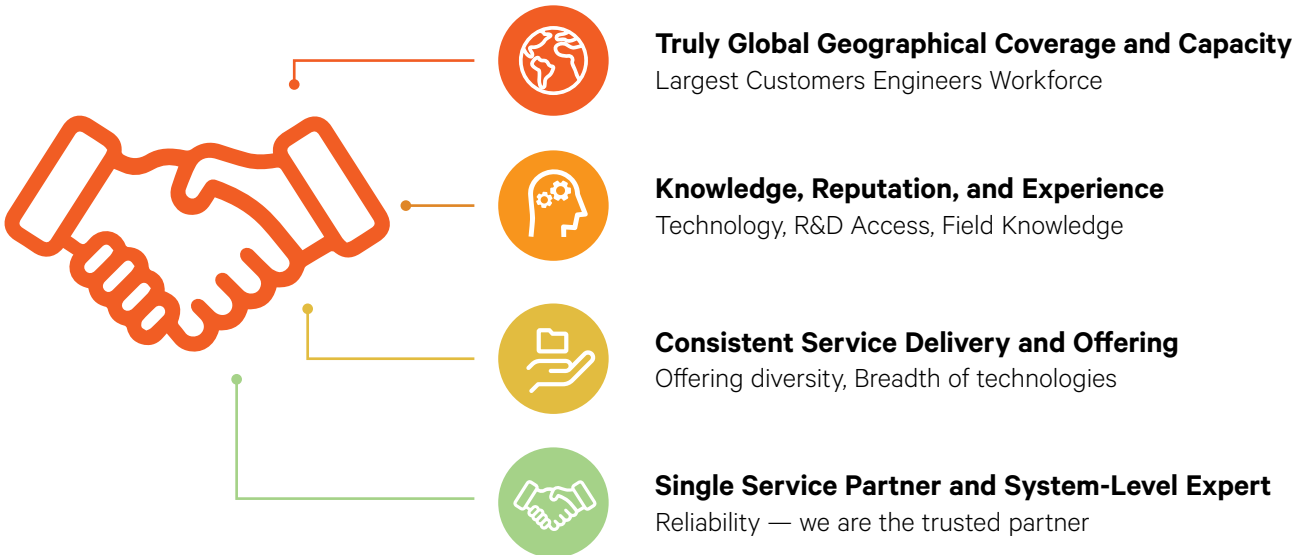 Truly Global Geographical Coverage and Capacity
Largest Customers Engineers Workforce
Knowledge, Reputation, and Experience
Technology, R&D Access, Field Knowledge
Consistent Service Delivery and Offering
Offering diversity, Breadth of technologies
Single Service Partner and System-Level Expert
Reliability — we are the trusted partner